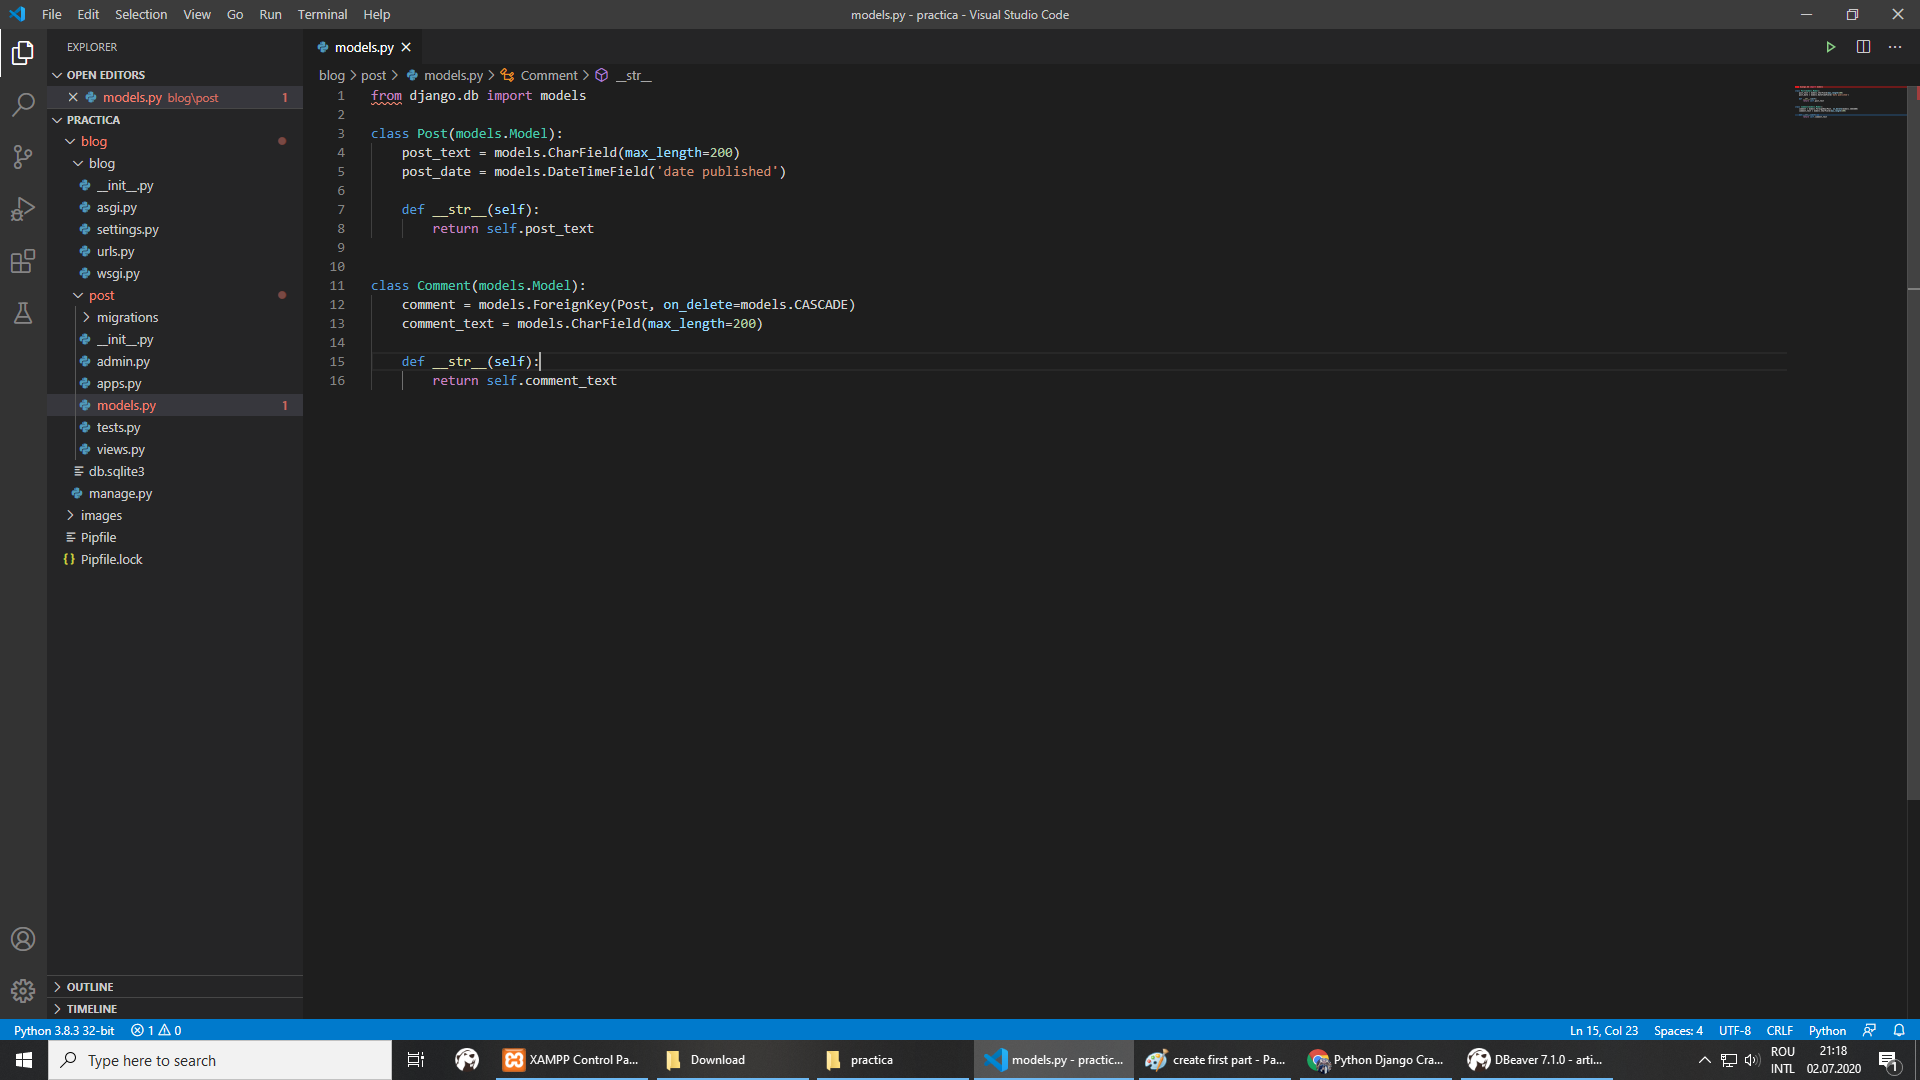 File Edit Selection View Go Run Terminal Help
models.py - practica - Visual Studio Code
EXPLORER
OPEN EDITORS
models.py blog\post 1
PRACTICA
blog
blog
__init__.py
asgi.py
settings.py
urls.py
wsgi.py
post
migrations
__init__.py
admin.py
apps.py
models.py 1
tests.py
views.py
db.sqlite3
manage.py
images
Pipfile
Pipfile.lock
OUTLINE
TIMELINE
models.py
blog > post > models.py > Comment > __str__
1 from django.db import models
2
3 class Post(models.Model):
4     post_text = models.CharField(max_length=200)
5     post_date = models.DateTimeField('date published')
6
7     def __str__(self):
8         return self.post_text
9
10
11 class Comment(models.Model):
12     comment = models.ForeignKey(Post, on_delete=models.CASCADE)
13     comment_text = models.CharField(max_length=200)
14
15     def __str__(self):
16         return self.comment_text
Python 3.8.3 32-bit 1 0
Ln 15, Col 23 Spaces: 4 UTF-8 CRLF Python
Type here to search
XAMPP Control Pa...
Download
practica
models.py - practic...
create first part - Pa...
Python Django Cra...
DBeaver 7.1.0 - arti...
ROU
INTL
21:18
02.07.2020
1